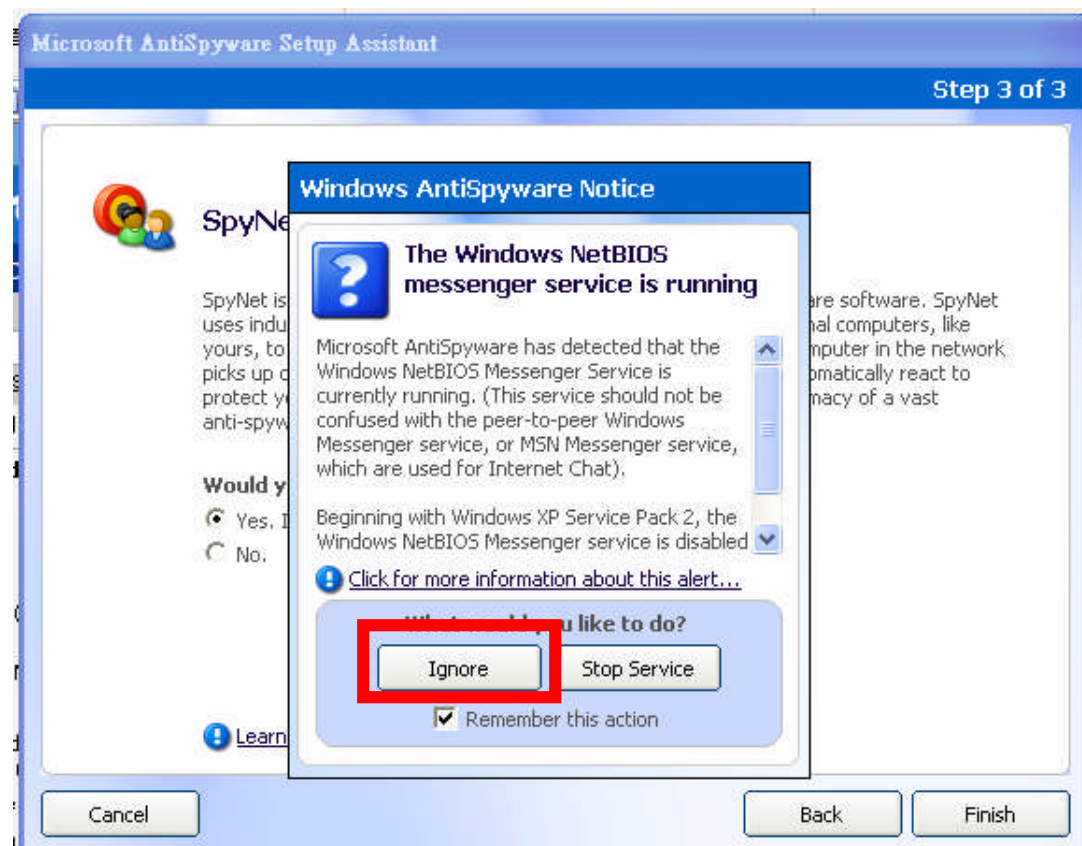 Microsoft AntiSpyware Setup Assistant
Step 3 of 3
Windows AntiSpyware Notice
SpyNe
The Windows NetBIOS
messenger service is running
SpyNet is
are software. SpyNet
uses indu
nal computers, like
yours, to
mputer in the network
picks up
omatically react to
protect y
macy of a vast
anti-spyw
Microsoft AntiSpyware has detected that the
Windows NetBIOS Messenger Service is
currently running. (This service should not be
confused with the peer-to-peer Windows
Messenger service, or MSN Messenger service,
which are used for Internet Chat).
Beginning with Windows XP Service Pack 2, the
Windows NetBIOS Messenger service is disabled
Would y
Yes. I
No.
Click for more information about this alert...
u like to do?
Ignore
Stop Service
Remember this action
Learn
Cancel
Back
Finish